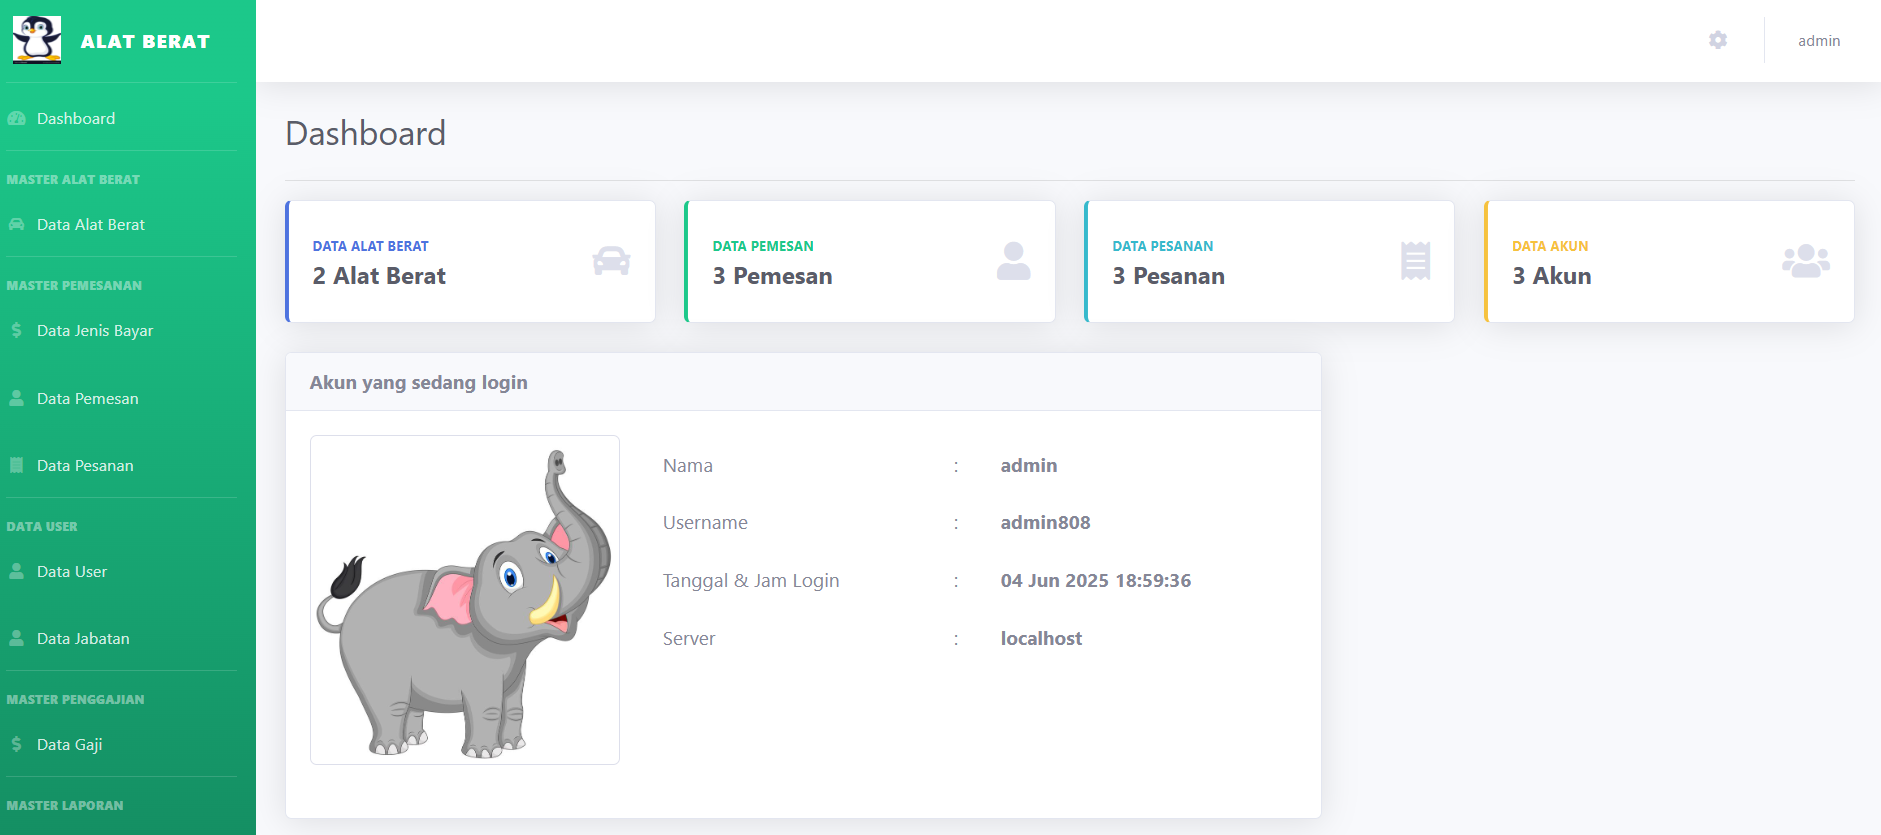 ALAT BERAT
Dashboard
MASTER ALAT BERAT
Data Alat Berat
MASTER PEMESANAN
Data Jenis Bayar
Data Pemesan
Data Pesanan
DATA USER
Data User
Data Jabatan
MASTER PENGGAJIAN
Data Gaji
MASTER LAPORAN
admin
Dashboard
DATA ALAT BERAT
2 Alat Berat
DATA PEMESAN
3 Pemesan
DATA PESANAN
3 Pesanan
DATA AKUN
3 Akun
Akun yang sedang login
Nama : admin
Username : admin808
Tanggal & Jam Login : 04 Jun 2025 18:59:36
Server : localhost